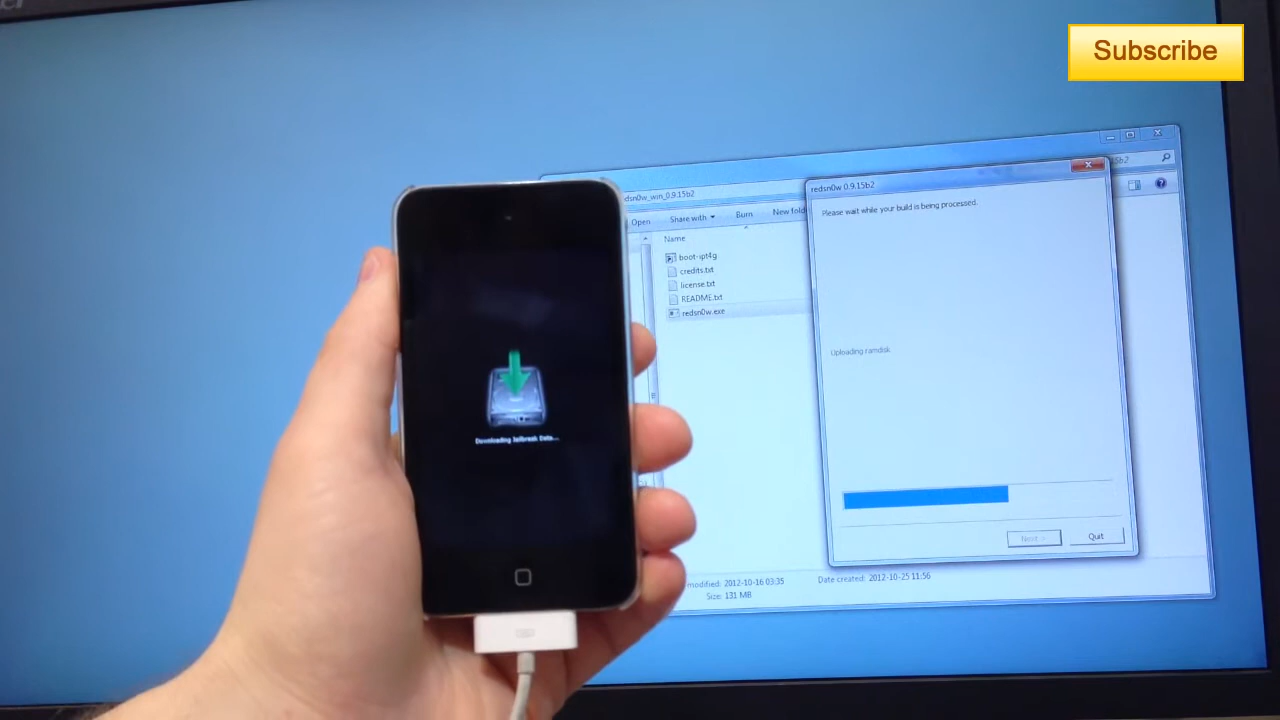 Subscribe
redsn0w_win_0.9.15b2
Open
Share with
Burn
New fold
Name
boot-ipt4g
credits.txt
license.txt
README.txt
redsn0w.exe
redsn0w 0.9.15b2
Please wait while your build is being processed.
Uploading ramdisk
Next >
Quit
Downloading Jailbreak Data...
modified: 2012-10-16 03:35
Date created: 2012-10-25 11:56
Size: 131 MB